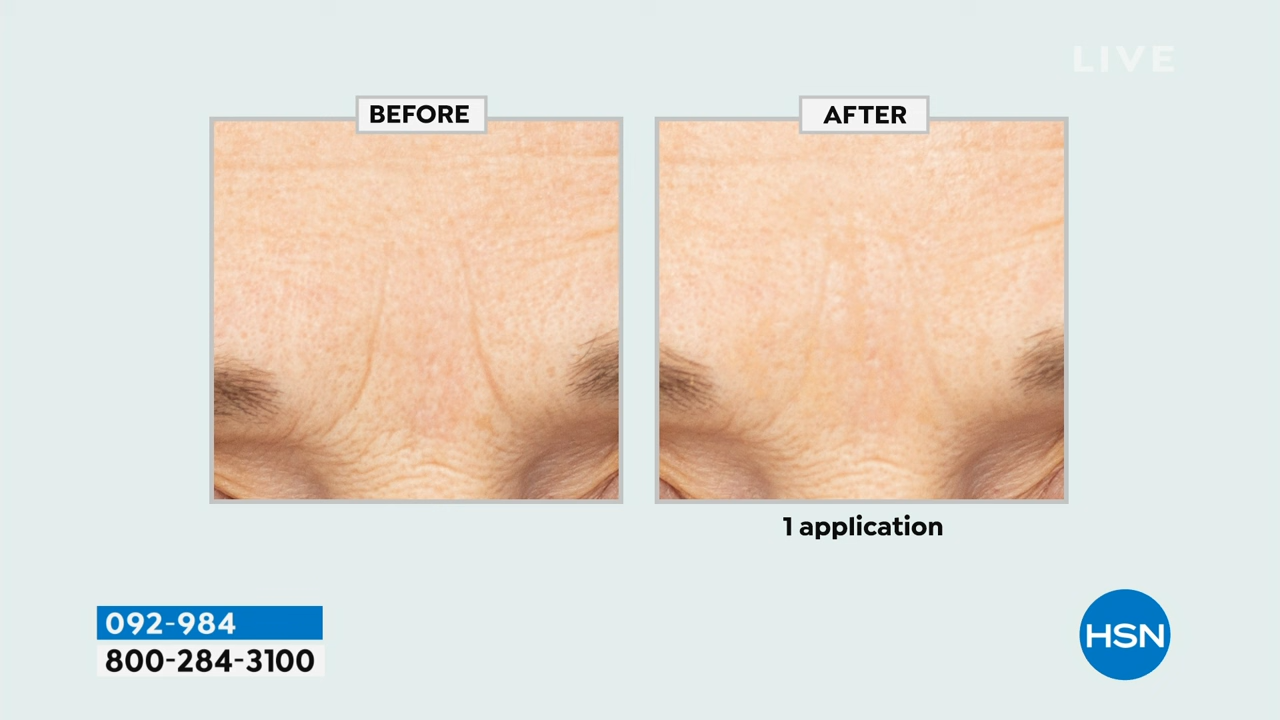 LIVE
BEFORE
AFTER
1 application
092-984
800-284-3100
HSN